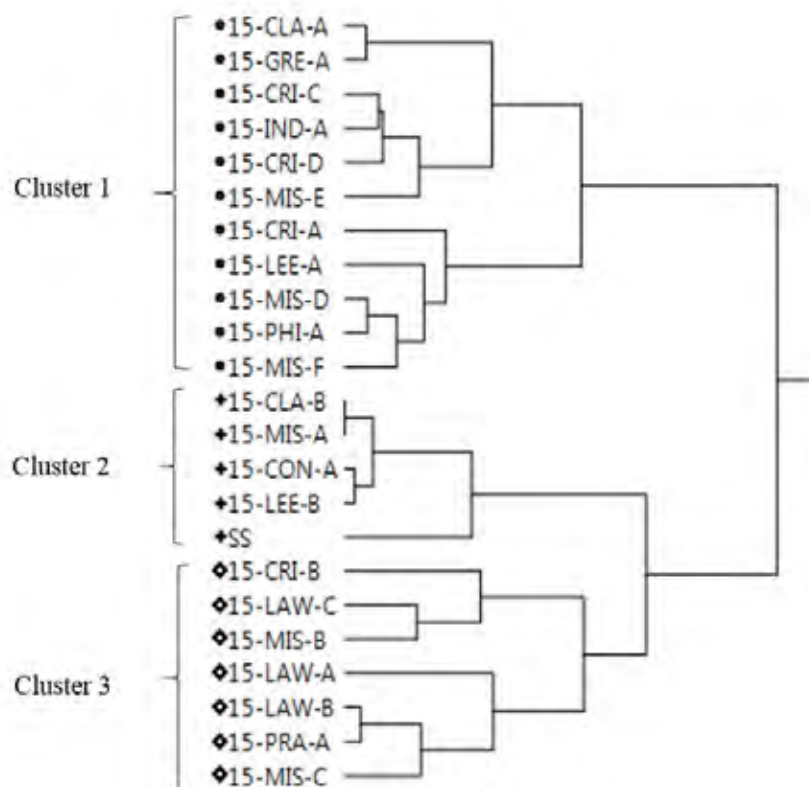 15-CLA-A
15-GRE-A
15-CRI-C
15-IND-A
15-CRI-D
Cluster 1
15-MIS-E
15-CRI-A
15-LEE-A
15-MIS-D
15-PHI-A
15-MIS-F
15-CLA-B
15-MIS-A
Cluster 2
15-CON-A
15-LEE-B
SS
15-CRI-B
15-LAW-C
15-MIS-B
Cluster 3
15-LAW-A
15-LAW-B
15-PRA-A
15-MIS-C